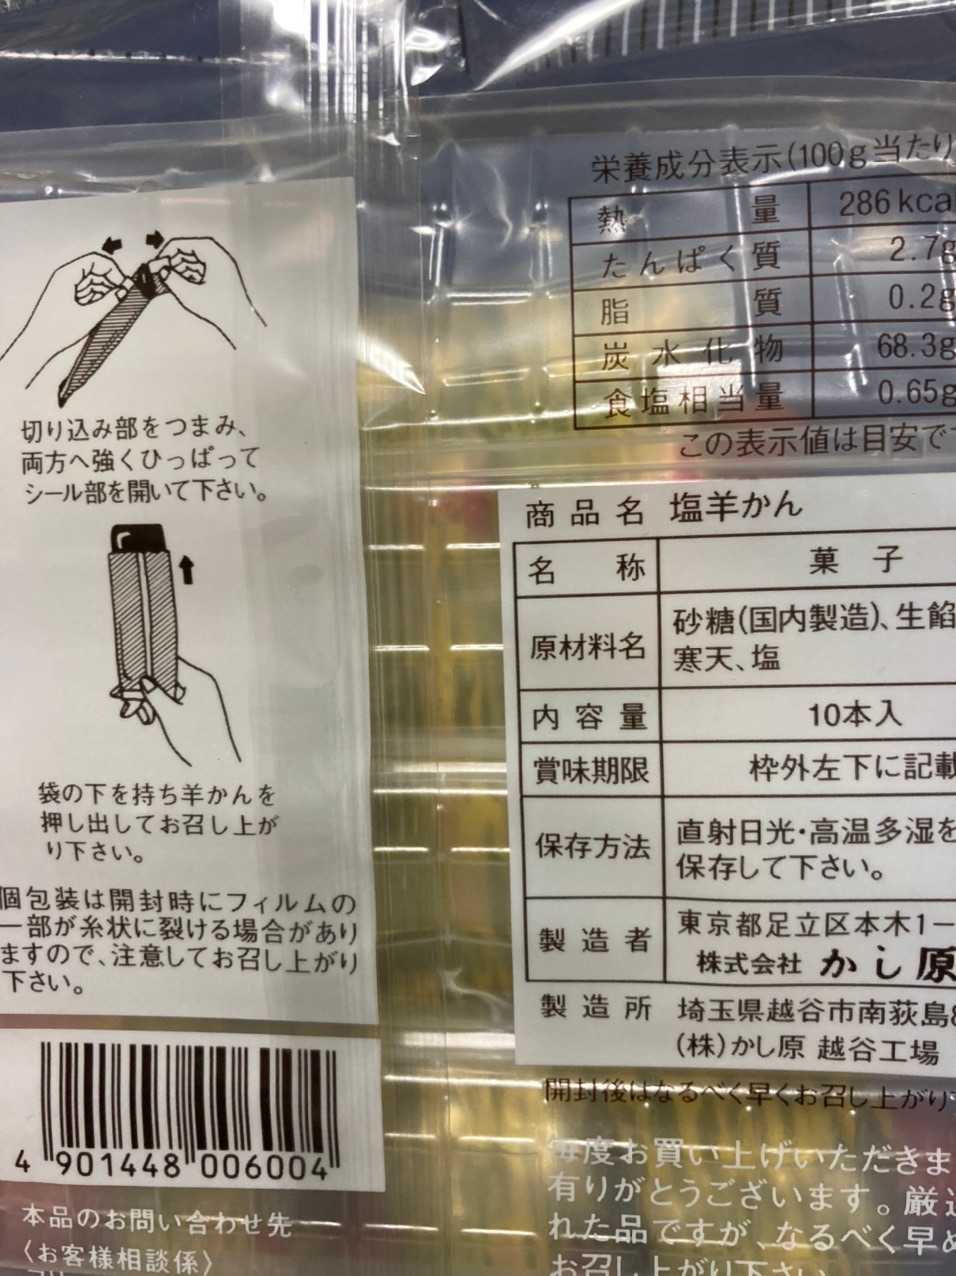 切り込み部をつまみ、
両方へ強くひっぱって
シール部を開いて下さい。
袋の下を持ち羊かんを
押し出してお召し上が
り下さい。
個包装は開封時にフィルムの
一部が糸状に裂ける場合があり
ますので、注意してお召し上がり
下さい。
4 901448 006004
本品のお問い合わせ先
〈お客様相談係〉
栄養成分表示(100g当たり
熱量 286kcal
たんぱく質 2.7g
脂質 0.2g
炭水化物 68.3g
食塩相当量 0.65g
この表示値は目安で
商品名 塩羊かん
名称 菓子
原材料名 砂糖(国内製造)、生餡
寒天、塩
内容量 10本入
賞味期限 枠外左下に記載
保存方法 直射日光・高温多湿を
保存して下さい。
製造者 東京都足立区本木1-
株式会社 かし原
製造所 埼玉県越谷市南荻島8
(株)かし原 越谷工場
開封後はなるべく早くお召し上がり
毎度お買い上げいただきま
有りがとうございます。厳選
れた品ですが、なるべく早め
お召し上がり下さい